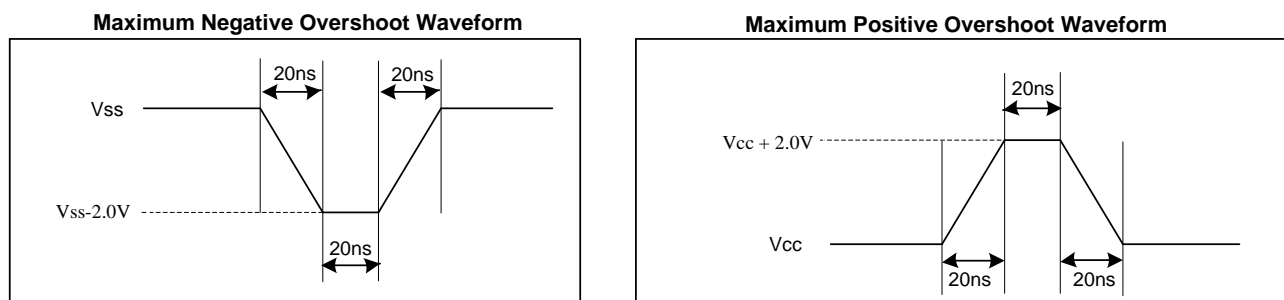 Maximum Negative Overshoot Waveform
20ns
20ns
Vss
Vss-2.0V
20ns
Maximum Positive Overshoot Waveform
20ns
Vcc + 2.0V
Vcc
20ns
20ns